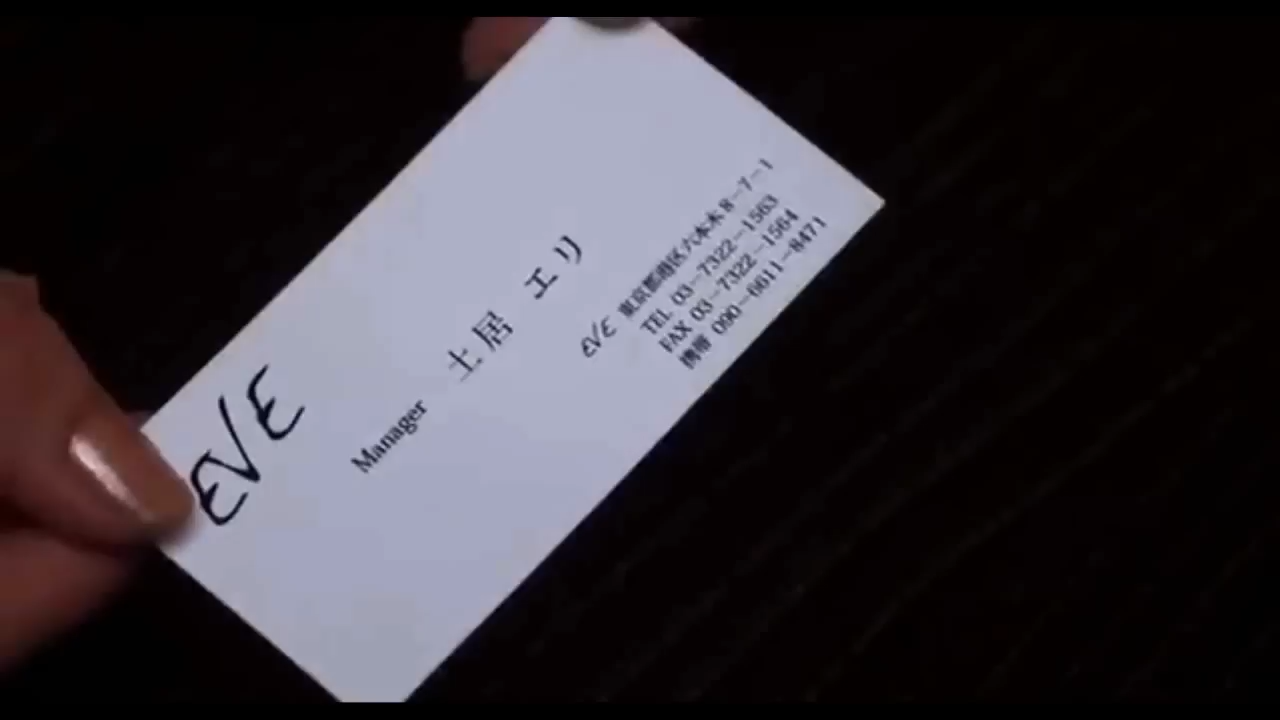 EVE
Manager 土居 エリ
EVE 東京都港区六本木8-7-1
TEL 03-7322-1563
FAX 03-7322-1564
携帯 090-6611-8471